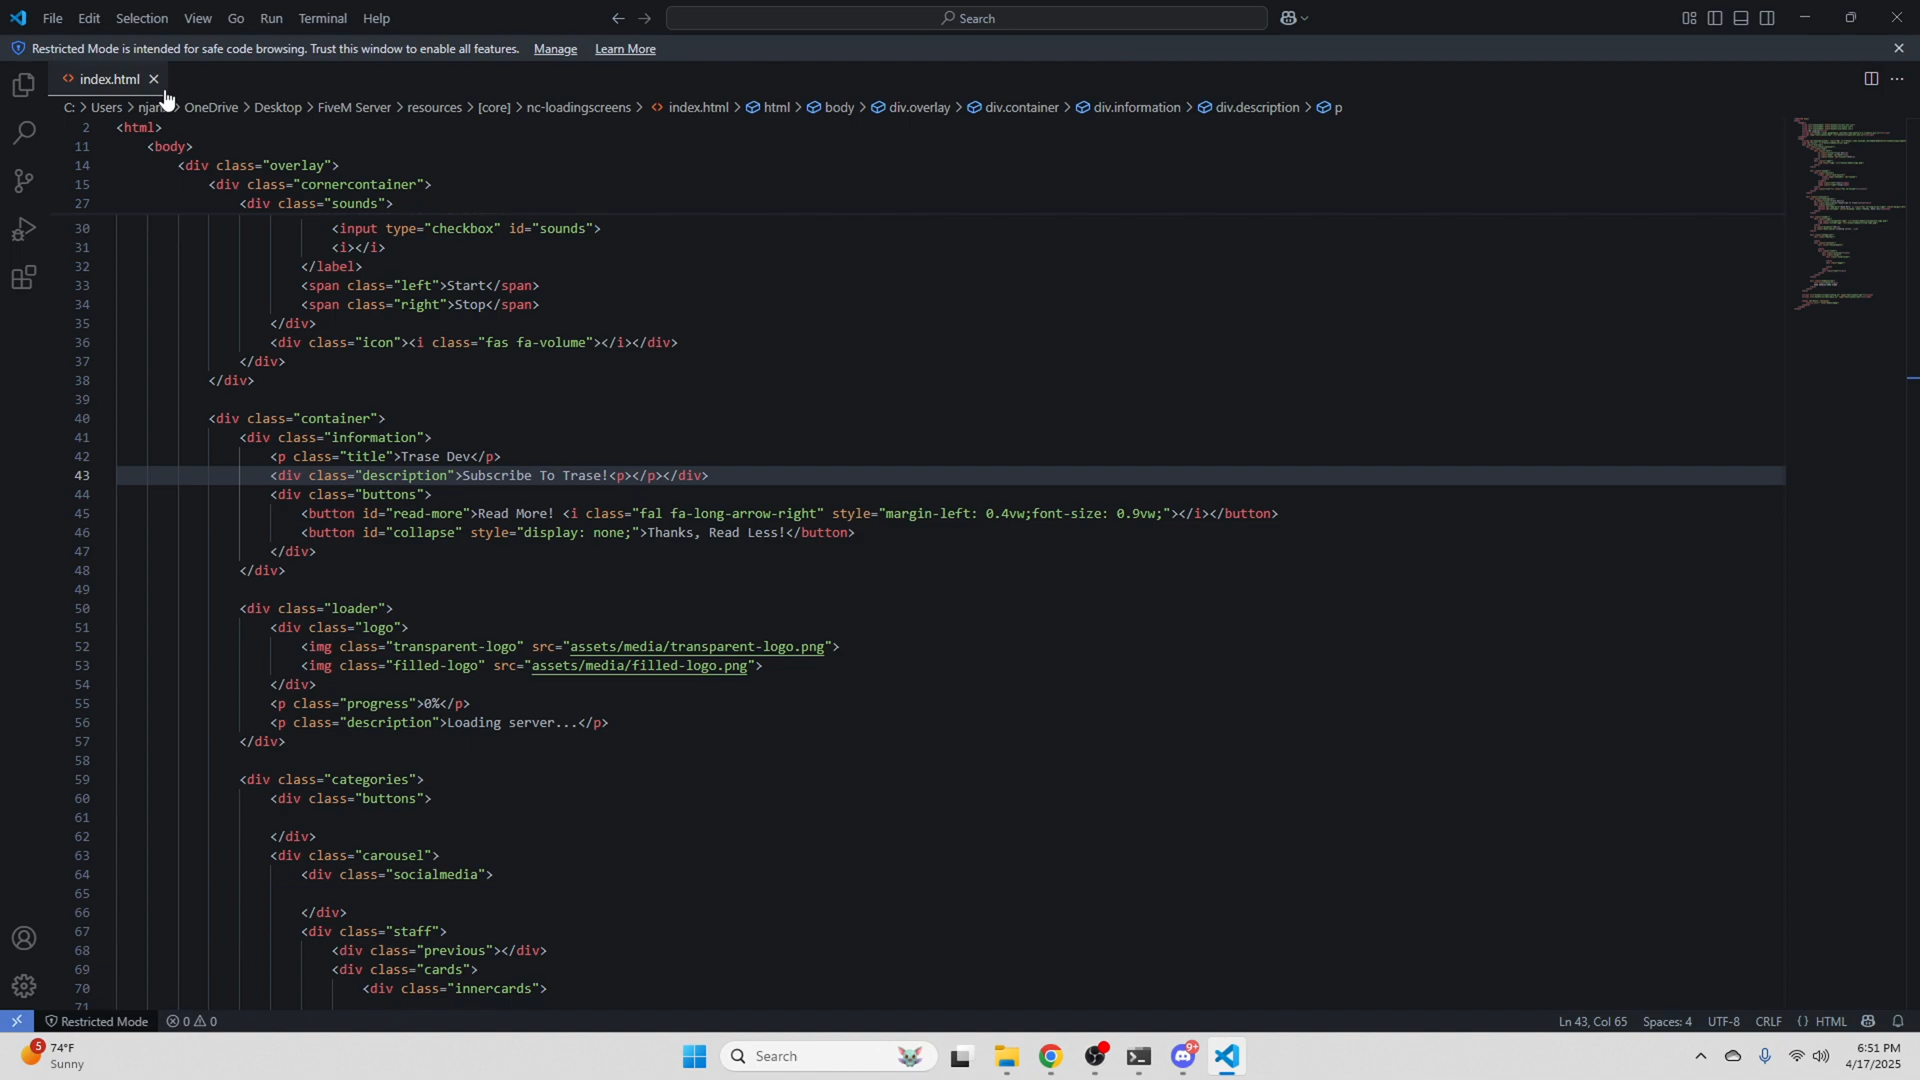 File Edit Selection View Go Run Terminal Help
Search
Restricted Mode is intended for safe code browsing. Trust this window to enable all features. Manage Learn More
index.html
C: > Users > OneDrive > Desktop > FiveM Server > resources > [core] > nc-loadingscreens > index.html > html > body > div.overlay > div.container > div.information > div.description > p
2 <html>
11 <body>
14 <div class="overlay">
15 <div class="cornercontainer">
27 <div class="sounds">
30 <input type="checkbox" id="sounds">
31 <i></i>
32 </label>
33 <span class="left">Start</span>
34 <span class="right">Stop</span>
35 </div>
36 <div class="icon"><i class="fas fa-volume"></i></div>
37 </div>
38 </div>
39
40 <div class="container">
41 <div class="information">
42 <p class="title">Trase Dev</p>
43 <div class="description">Subscribe To Trase!<p></p></div>
44 <div class="buttons">
45 <button id="read-more">Read More! <i class="fal fa-long-arrow-right" style="margin-left: 0.4vw;font-size: 0.9vw;"></i></button>
46 <button id="collapse" style="display: none;">Thanks, Read Less!</button>
47 </div>
48 </div>
49
50 <div class="loader">
51 <div class="logo">
52 <img class="transparent-logo" src="assets/media/transparent-logo.png">
53 <img class="filled-logo" src="assets/media/filled-logo.png">
54 </div>
55 <p class="progress">0%</p>
56 <p class="description">Loading server...</p>
57 </div>
58
59 <div class="categories">
60 <div class="buttons">
61
62 </div>
63 <div class="carousel">
64 <div class="socialmedia">
65
66 </div>
67 <div class="staff">
68 <div class="previous"></div>
69 <div class="cards">
70 <div class="innercards">
71
Restricted Mode 0 0 Ln 43, Col 65 Spaces: 4 UTF-8 CRLF {} HTML
5 74°F
Sunny
Search
9+
6:51 PM
4/17/2025